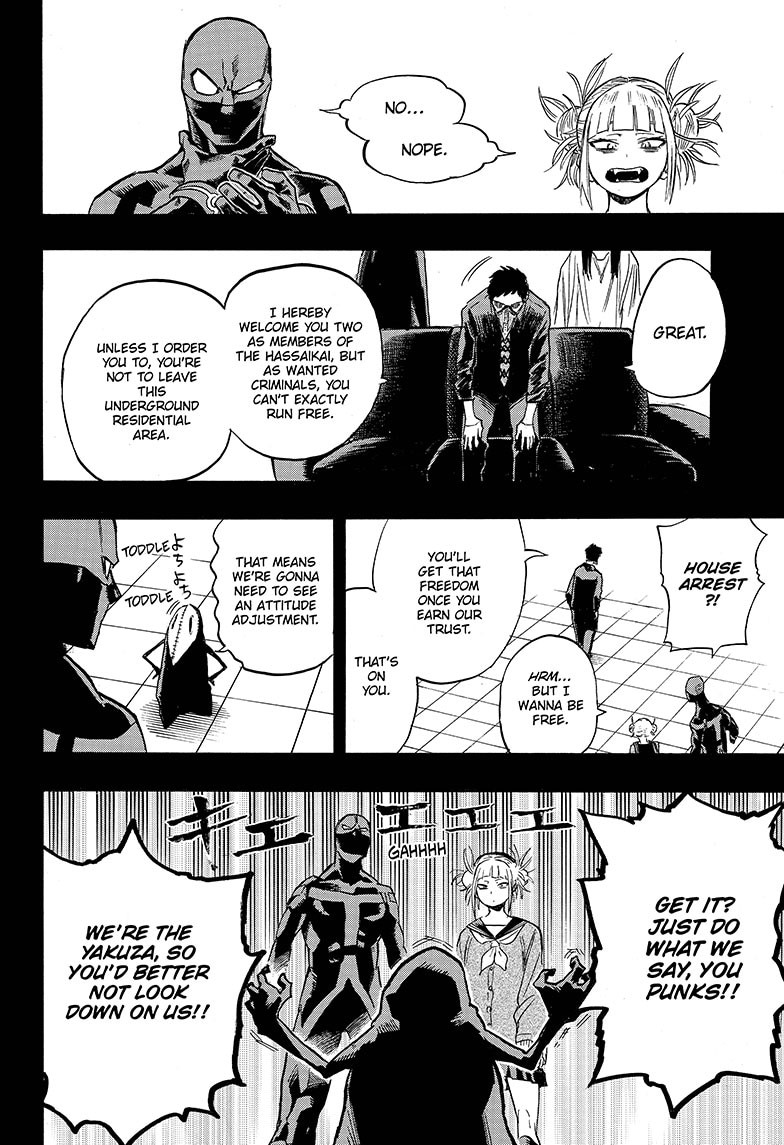 NO...
NOPE.
GREAT.
I HEREBY
WELCOME YOU TWO
AS MEMBERS OF
THE HASSAIKAI, BUT
AS WANTED
CRIMINALS, YOU
CAN'T EXACTLY
RUN FREE.
UNLESS I ORDER
YOU TO, YOU'RE
NOT TO LEAVE
THIS
UNDERGROUND
RESIDENTIAL
AREA.
HOUSE
ARREST
?!
YOU'LL
GET THAT
FREEDOM
ONCE YOU
EARN OUR
TRUST.
HRM...
BUT I
WANNA BE
FREE.
THAT'S
ON YOU.
THAT MEANS
WE'RE GONNA
NEED TO SEE
AN ATTITUDE
ADJUSTMENT.
TODDLE
よち
よち
TODDLE
キエエエエ
GAHHHH
GET IT?
JUST DO
WHAT WE
SAY, YOU
PUNKS!!
WE'RE THE
YAKUZA, SO
YOU'D BETTER
NOT LOOK
DOWN ON US!!